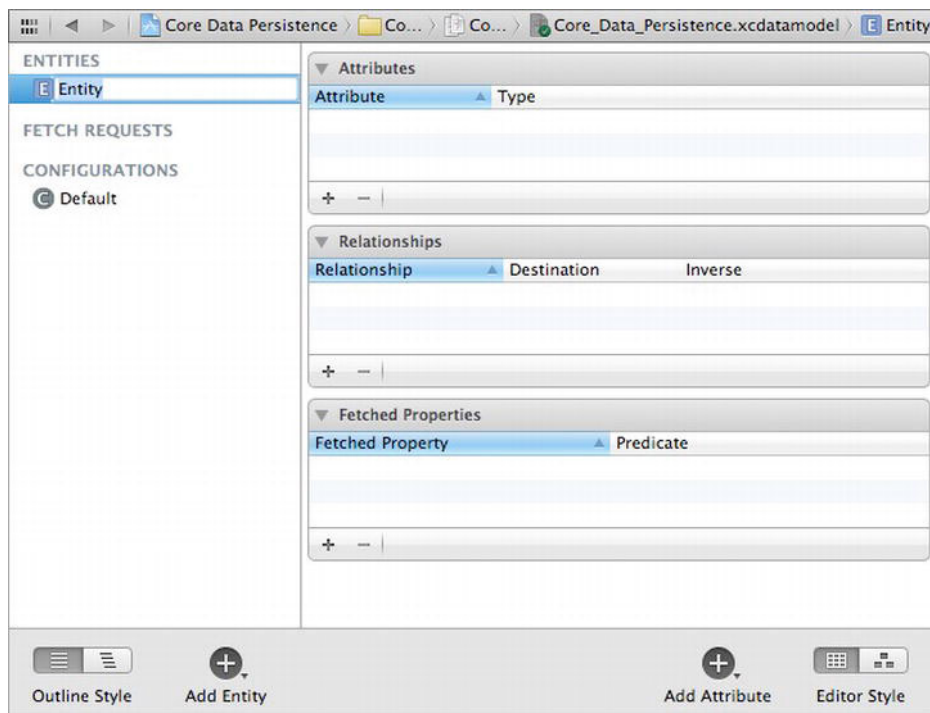 Core Data Persistence Co... Co... Core_Data_Persistence.xcdatamodel E Entity
ENTITIES
E Entity
FETCH REQUESTS
CONFIGURATIONS
C Default
Attributes
Attribute Type
+ −
Relationships
Relationship Destination Inverse
+ −
Fetched Properties
Fetched Property Predicate
+ −
Outline Style Add Entity Add Attribute Editor Style